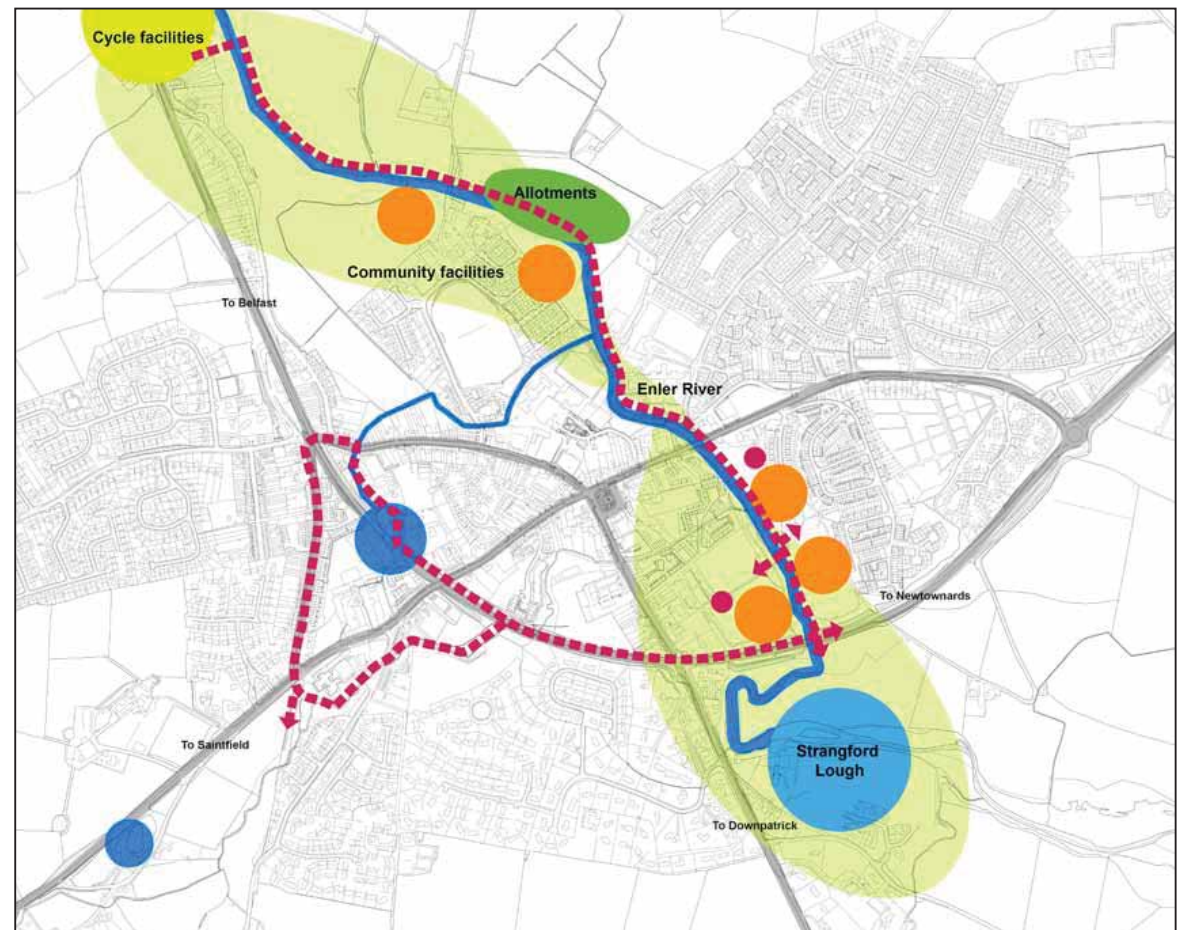 Cycle facilities
Allotments
Community facilities
To Belfast
Enler River
To Newtownards
To Saintfield
Strangford
Lough
To Downpatrick